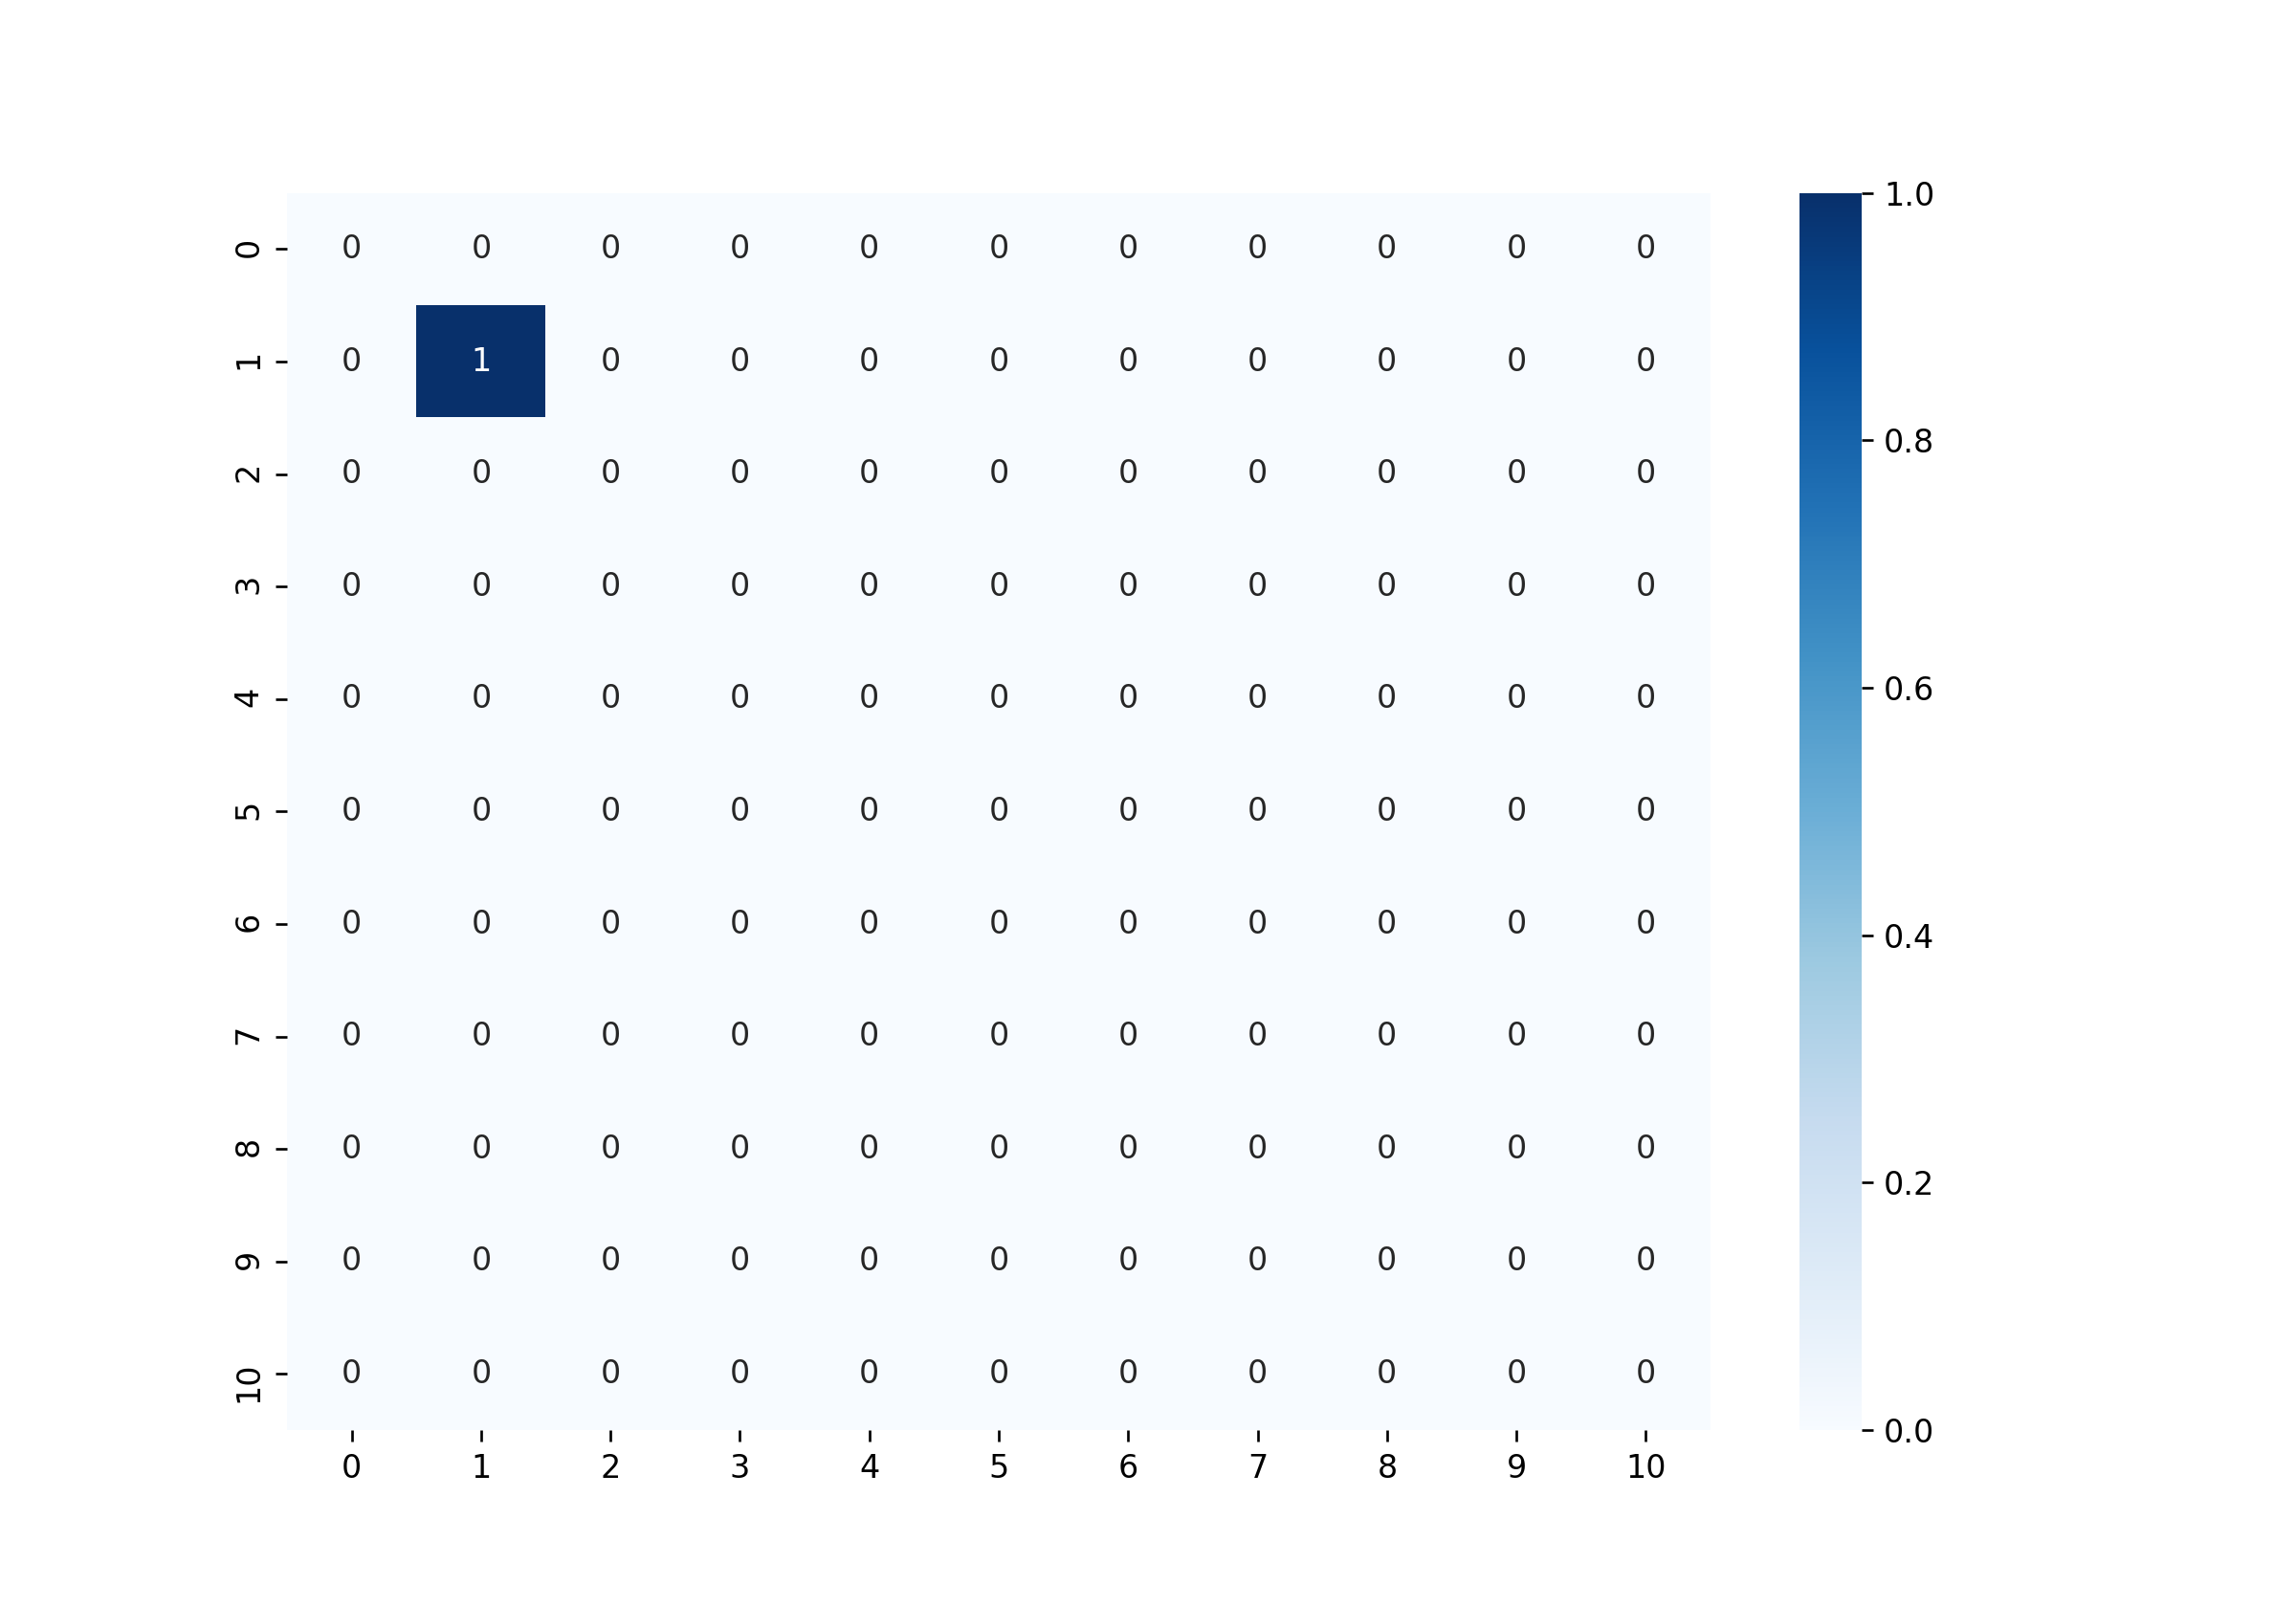 1.0
0 0 0 0 0 0 0 0 0 0 0 0
1 0 1 0 0 0 0 0 0 0 0 0
0.8
2 0 0 0 0 0 0 0 0 0 0 0
3 0 0 0 0 0 0 0 0 0 0 0
0.6
4 0 0 0 0 0 0 0 0 0 0 0
5 0 0 0 0 0 0 0 0 0 0 0
6 0 0 0 0 0 0 0 0 0 0 0
0.4
7 0 0 0 0 0 0 0 0 0 0 0
8 0 0 0 0 0 0 0 0 0 0 0
0.2
9 0 0 0 0 0 0 0 0 0 0 0
10 0 0 0 0 0 0 0 0 0 0 0
0.0
0 1 2 3 4 5 6 7 8 9 10